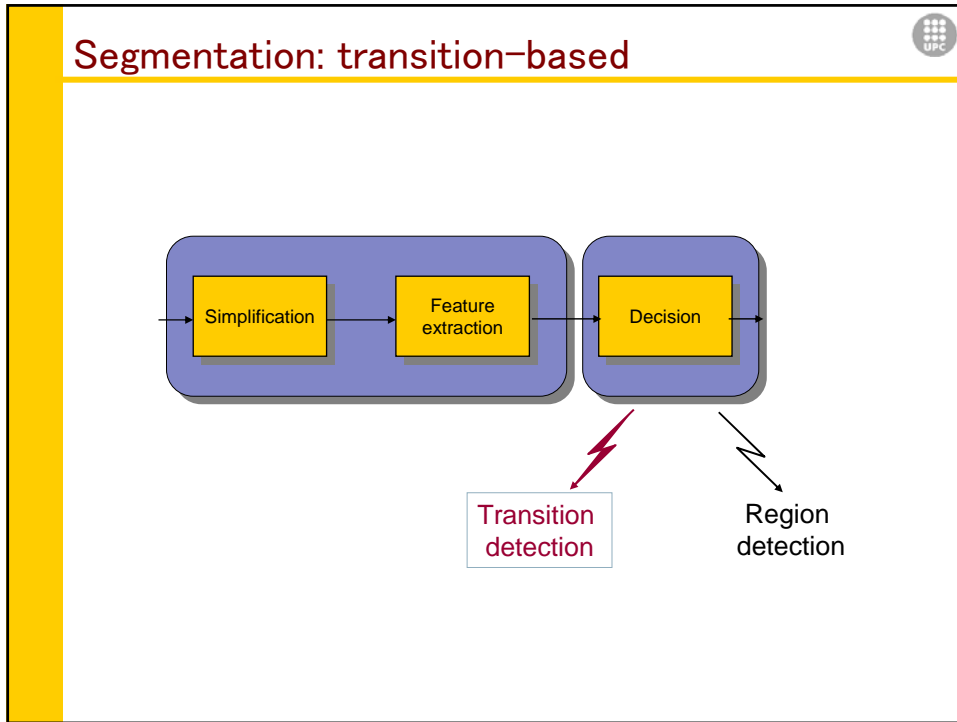 Segmentation: transition-based
UPC
Simplification
Feature
extraction
Decision
Transition
detection
Region
detection